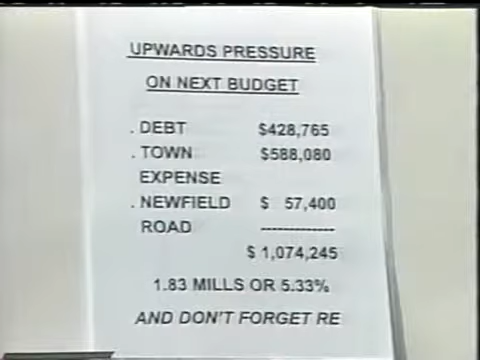 UPWARDS PRESSURE
ON NEXT BUDGET
. DEBT $428,765
. TOWN $588,080
EXPENSE
. NEWFIELD $ 57,400
ROAD -------------
$ 1,074,245
1.83 MILLS OR 5.33%
AND DON'T FORGET RE